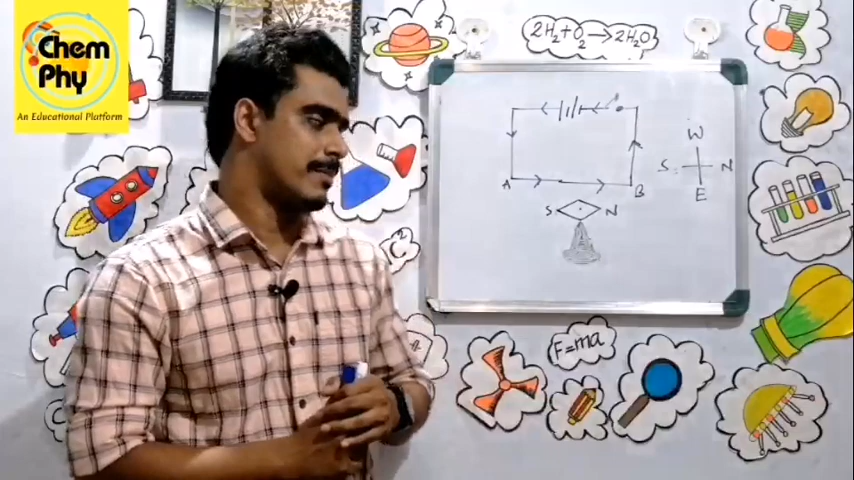 Chem
Phy
An Educational Platform
2H₂+O₂→2H₂O
W
S N
E
A B
S N
F=ma